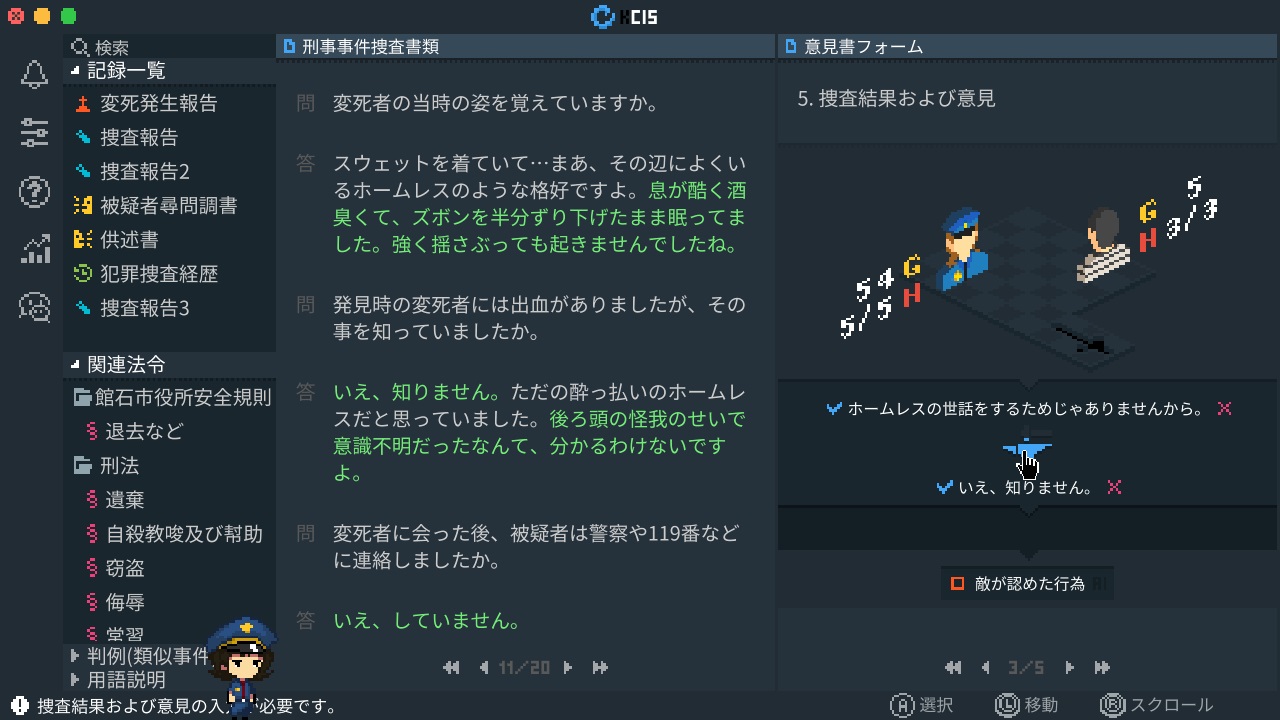 KCIS
検索
記録一覧
変死発生報告
捜査報告
捜査報告2
被疑者尋問調書
供述書
犯罪捜査経歴
捜査報告3
関連法令
館石市役所安全規則
退去など
刑法
遺棄
自殺教唆及び幇助
窃盗
侮辱
常習
判例(類似事件
用語説明
刑事事件捜査書類
問 変死者の当時の姿を覚えていますか。
答 スウェットを着ていて…まあ、その辺によくい
るホームレスのような格好ですよ。息が酷く酒
臭くて、ズボンを半分ずり下げたまま眠ってま
した。強く揺さぶっても起きませんでしたね。
問 発見時の変死者には出血がありましたが、その
事を知っていましたか。
答 いえ、知りません。ただの酔っ払いのホームレ
スだと思っていました。後ろ頭の怪我のせいで
意識不明だったなんて、分かるわけないです
よ。
問 変死者に会った後、被疑者は警察や119番など
に連絡しましたか。
答 いえ、していません。
11/20
意見書フォーム
5. 捜査結果および意見
G 54
H 5/5
G 5
H 3/3
ホームレスの世話をするためじゃありませんから。
いえ、知りません。
敵が認めた行為
3/5
捜査結果および意見の入 必要です。
A 選択
L 移動
R スクロール